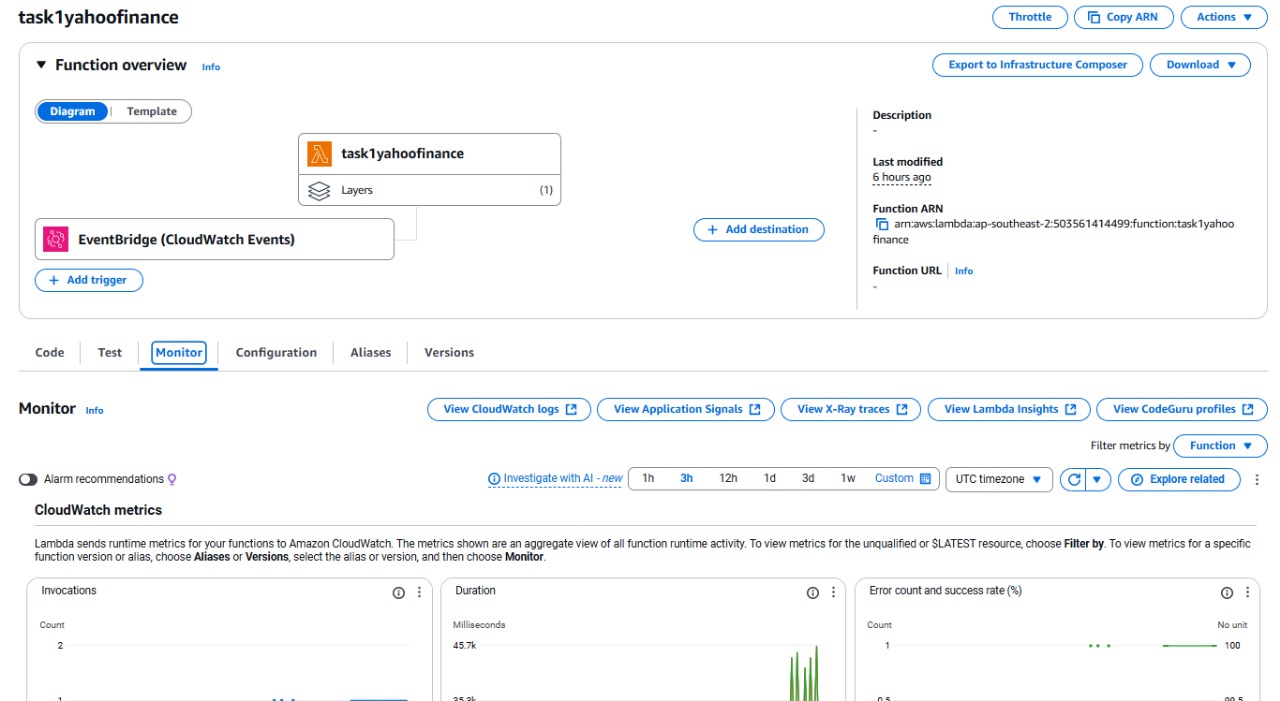 task1yahoofinance
Throttle
Copy ARN
Actions
Function overview Info
Export to Infrastructure Composer
Download
Diagram
Template
task1yahoofinance
Layers (1)
EventBridge (CloudWatch Events)
+ Add trigger
+ Add destination
Description
-
Last modified
6 hours ago
Function ARN
arn:aws:lambda:ap-southeast-2:503561414499:function:task1yahoo
finance
Function URL Info
-
Code
Test
Monitor
Configuration
Aliases
Versions
Monitor Info
View CloudWatch logs
View Application Signals
View X-Ray traces
View Lambda Insights
View CodeGuru profiles
Filter metrics by Function
Alarm recommendations
Investigate with AI - new
1h 3h 12h 1d 3d 1w Custom
UTC timezone
Explore related
CloudWatch metrics
Lambda sends runtime metrics for your functions to Amazon CloudWatch. The metrics shown are an aggregate view of all function runtime activity. To view metrics for the unqualified or $LATEST resource, choose Filter by. To view metrics for a specific
function version or alias, choose Aliases or Versions, select the alias or version, and then choose Monitor.
Invocations
Count
2
1
Duration
Milliseconds
45.7k
35.3k
Error count and success rate (%)
Count No unit
1 100
0.5 99.5